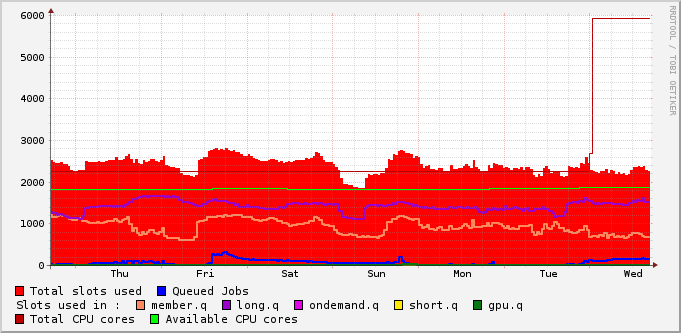 RRDTOOL / TOBI OETIKER
6000
5000
4000
3000
2000
1000
0
Thu Fri Sat Sun Mon Tue Wed
Total slots used Queued Jobs
Slots used in : member.q long.q ondemand.q short.q gpu.q
Total CPU cores Available CPU cores